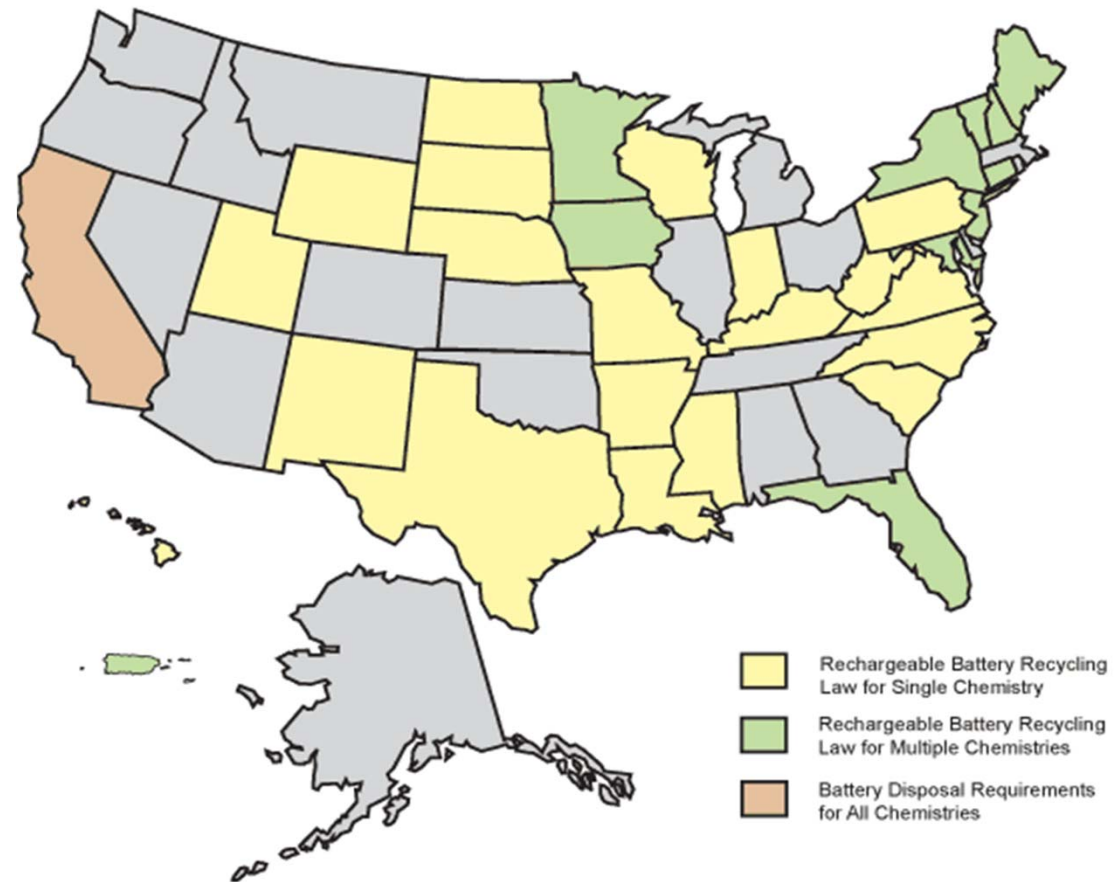 Rechargeable Battery Recycling
Law for Single Chemistry
Rechargeable Battery Recycling
Law for Multiple Chemistries
Battery Disposal Requirements
for All Chemistries